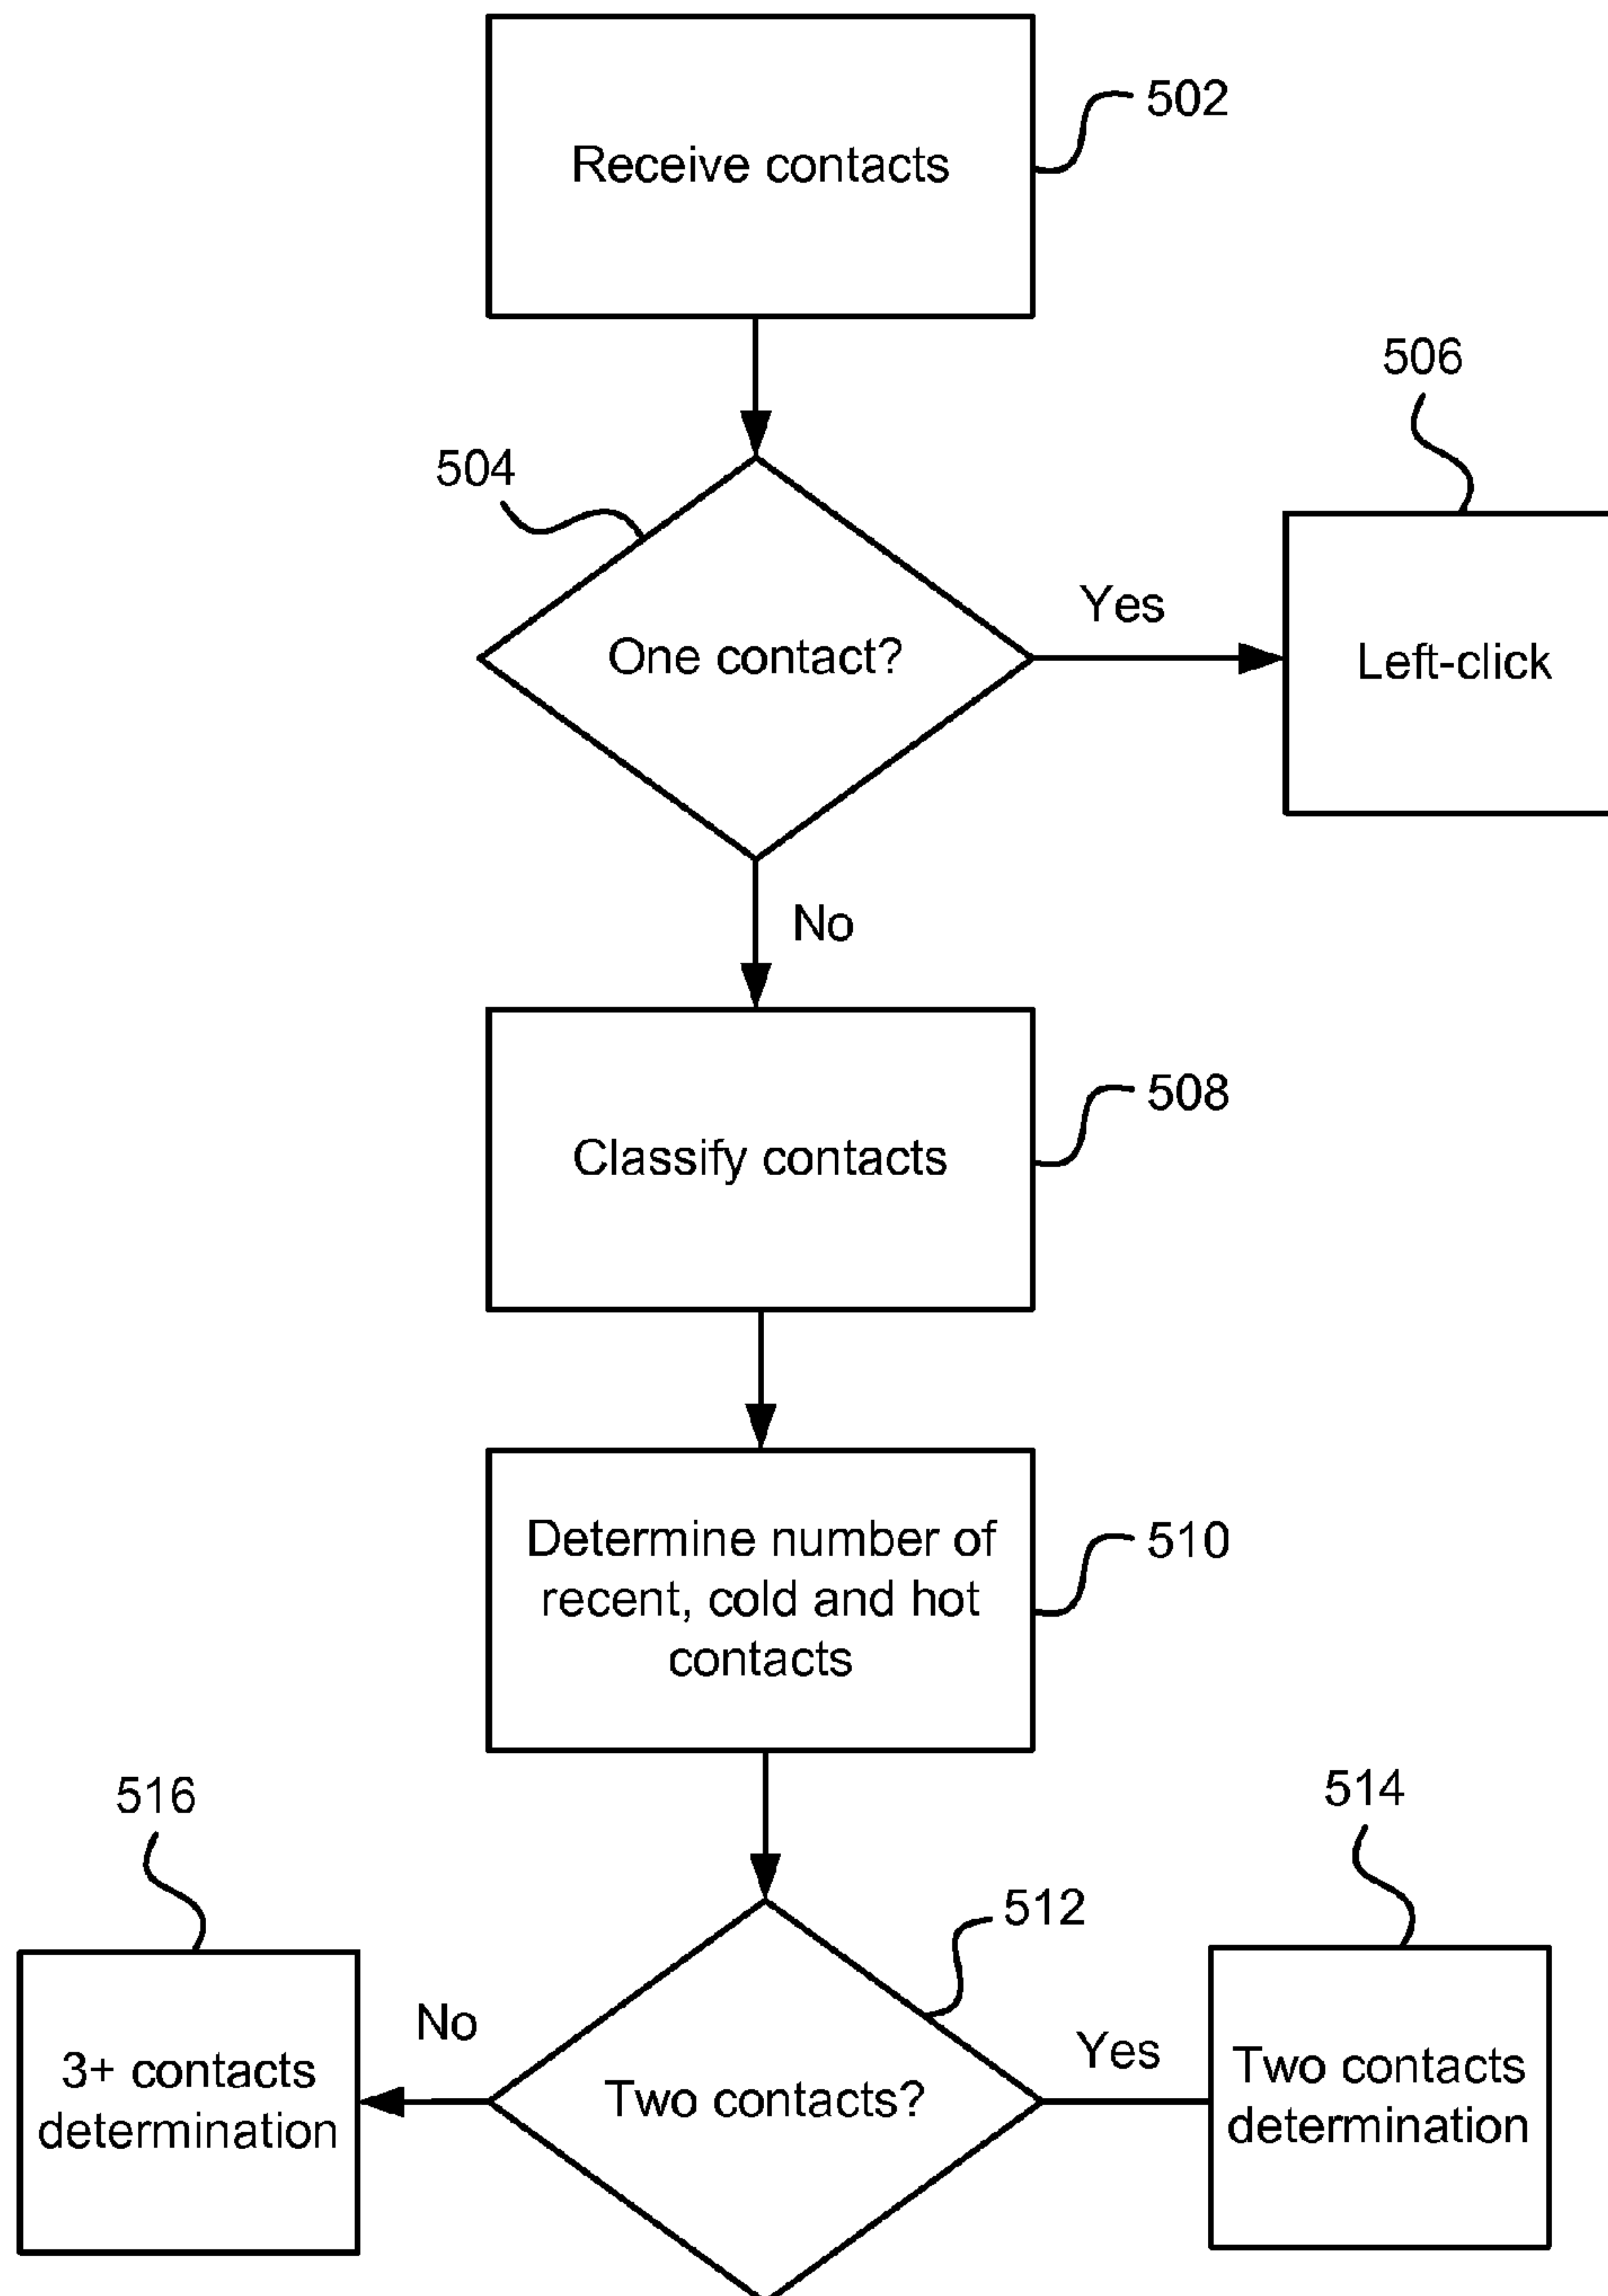 Receive contacts
502
506
504
One contact?
Yes
Left-click
No
Classify contacts
508
Determine number of
recent, cold and hot
contacts
510
516
514
512
No
Yes
3+ contacts
determination
Two contacts?
Two contacts
determination